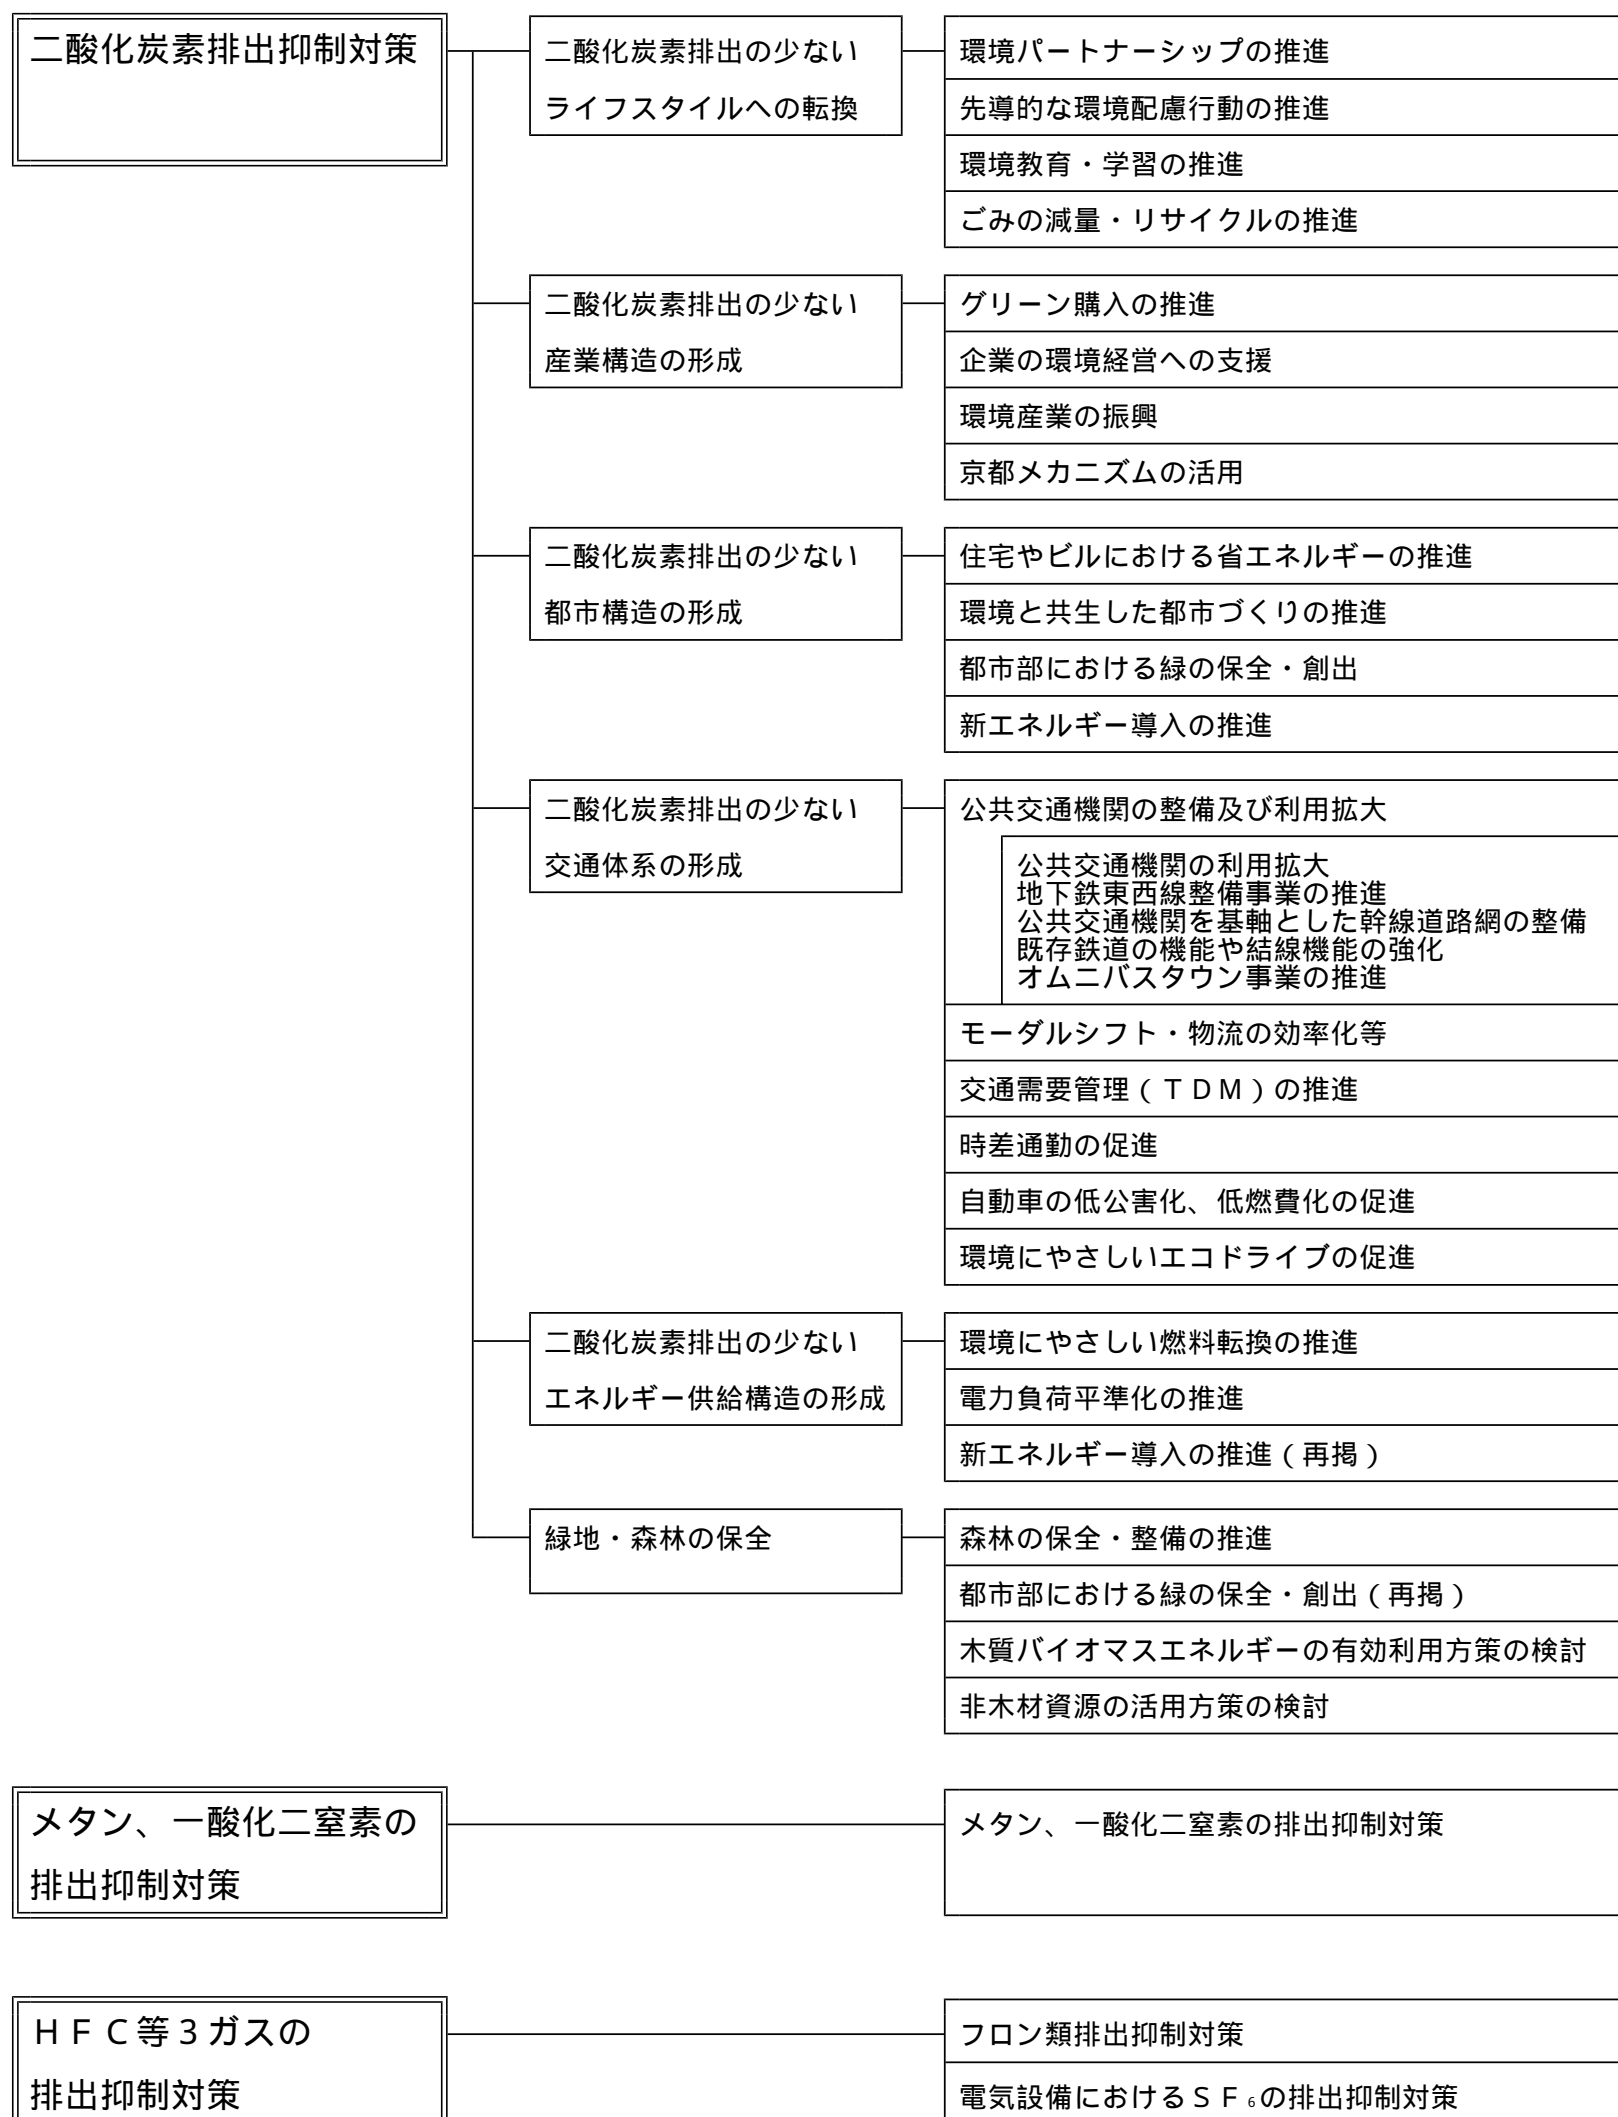 二酸化炭素排出抑制対策
二酸化炭素排出の少ない
ライフスタイルへの転換
環境パートナーシップの推進
先導的な環境配慮行動の推進
環境教育・学習の推進
ごみの減量・リサイクルの推進
二酸化炭素排出の少ない
産業構造の形成
グリーン購入の推進
企業の環境経営への支援
環境産業の振興
京都メカニズムの活用
二酸化炭素排出の少ない
都市構造の形成
住宅やビルにおける省エネルギーの推進
環境と共生した都市づくりの推進
都市部における緑の保全・創出
新エネルギー導入の推進
二酸化炭素排出の少ない
交通体系の形成
公共交通機関の整備及び利用拡大
公共交通機関の利用拡大
地下鉄東西線整備事業の推進
公共交通機関を基軸とした幹線道路網の整備
既存鉄道の機能や結線機能の強化
オムニバスタウン事業の推進
モーダルシフト・物流の効率化等
交通需要管理(TDM)の推進
時差通勤の促進
自動車の低公害化、低燃費化の促進
環境にやさしいエコドライブの促進
二酸化炭素排出の少ない
エネルギー供給構造の形成
環境にやさしい燃料転換の推進
電力負荷平準化の推進
新エネルギー導入の推進(再掲)
緑地・森林の保全
森林の保全・整備の推進
都市部における緑の保全・創出(再掲)
木質バイオマスエネルギーの有効利用方策の検討
非木材資源の活用方策の検討
メタン、一酸化二窒素の
排出抑制対策
メタン、一酸化二窒素の排出抑制対策
HFC等3ガスの
排出抑制対策
フロン類排出抑制対策
電気設備におけるSF₆の排出抑制対策